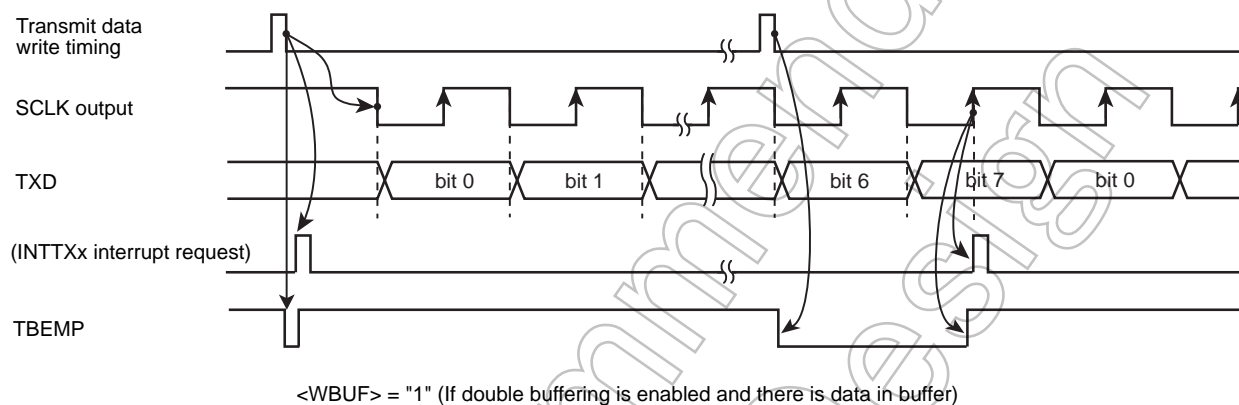 Transmit data
write timing
SCLK output
TXD
bit 0
bit 1
bit 6
bit 7
bit 0
(INTTXx interrupt request)
TBEMP
<WBUF> = "1" (If double buffering is enabled and there is data in buffer)